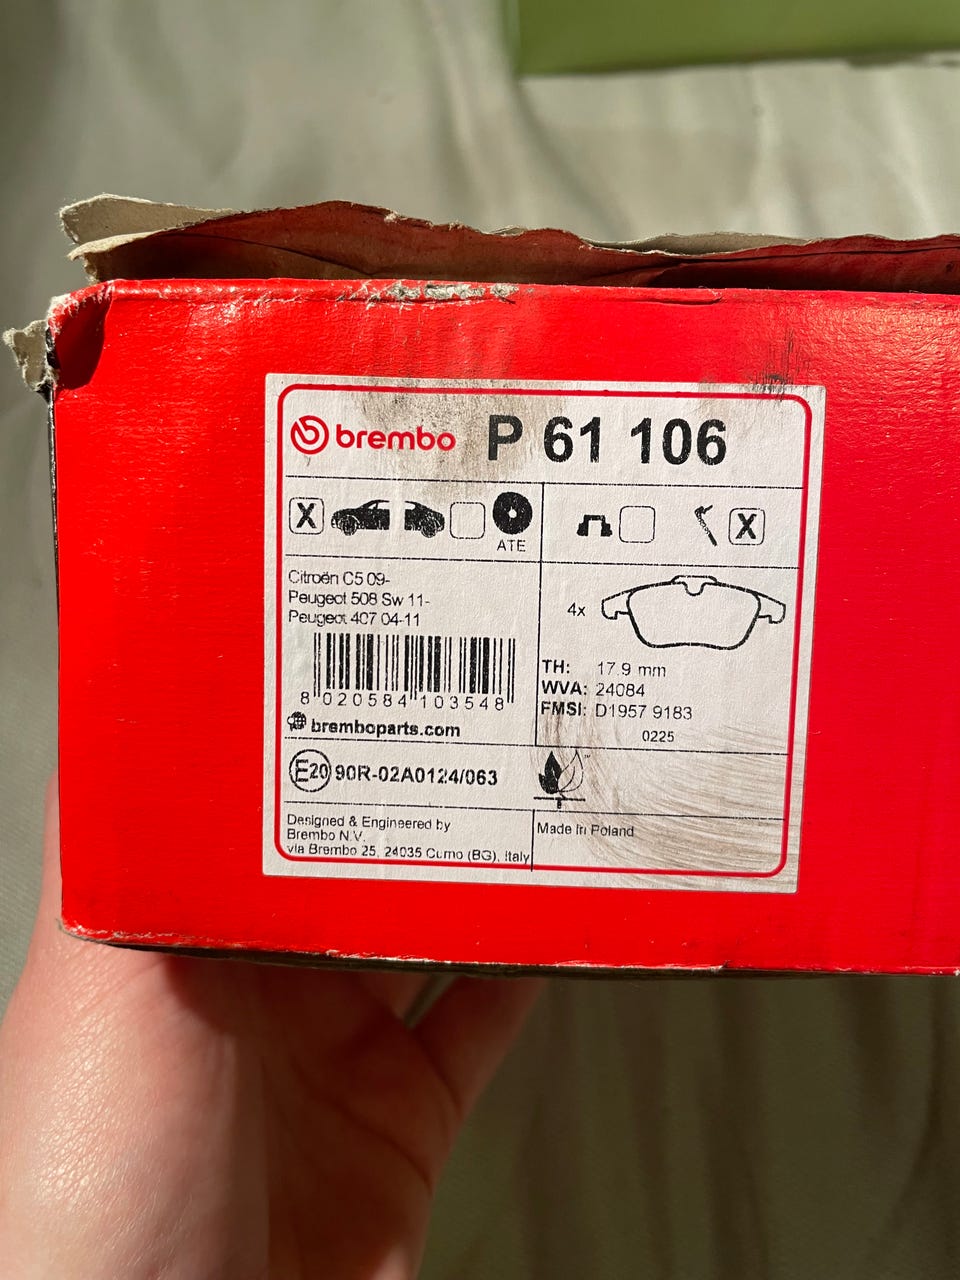 brembo P 61 106
X
ATE
X
Citroën C5 09-
Peugeot 508 Sw 11-
Peugeot 407 04-11
4x
8 020584 103548
bremboparts.com
TH: 17.9 mm
WVA: 24084
FMSI: D1957 9183
0225
E20 90R-02A0124/063
Designed & Engineered by
Brembo N.V.
via Brembo 25, 24035 Curno (BG), Italy
Made In Poland